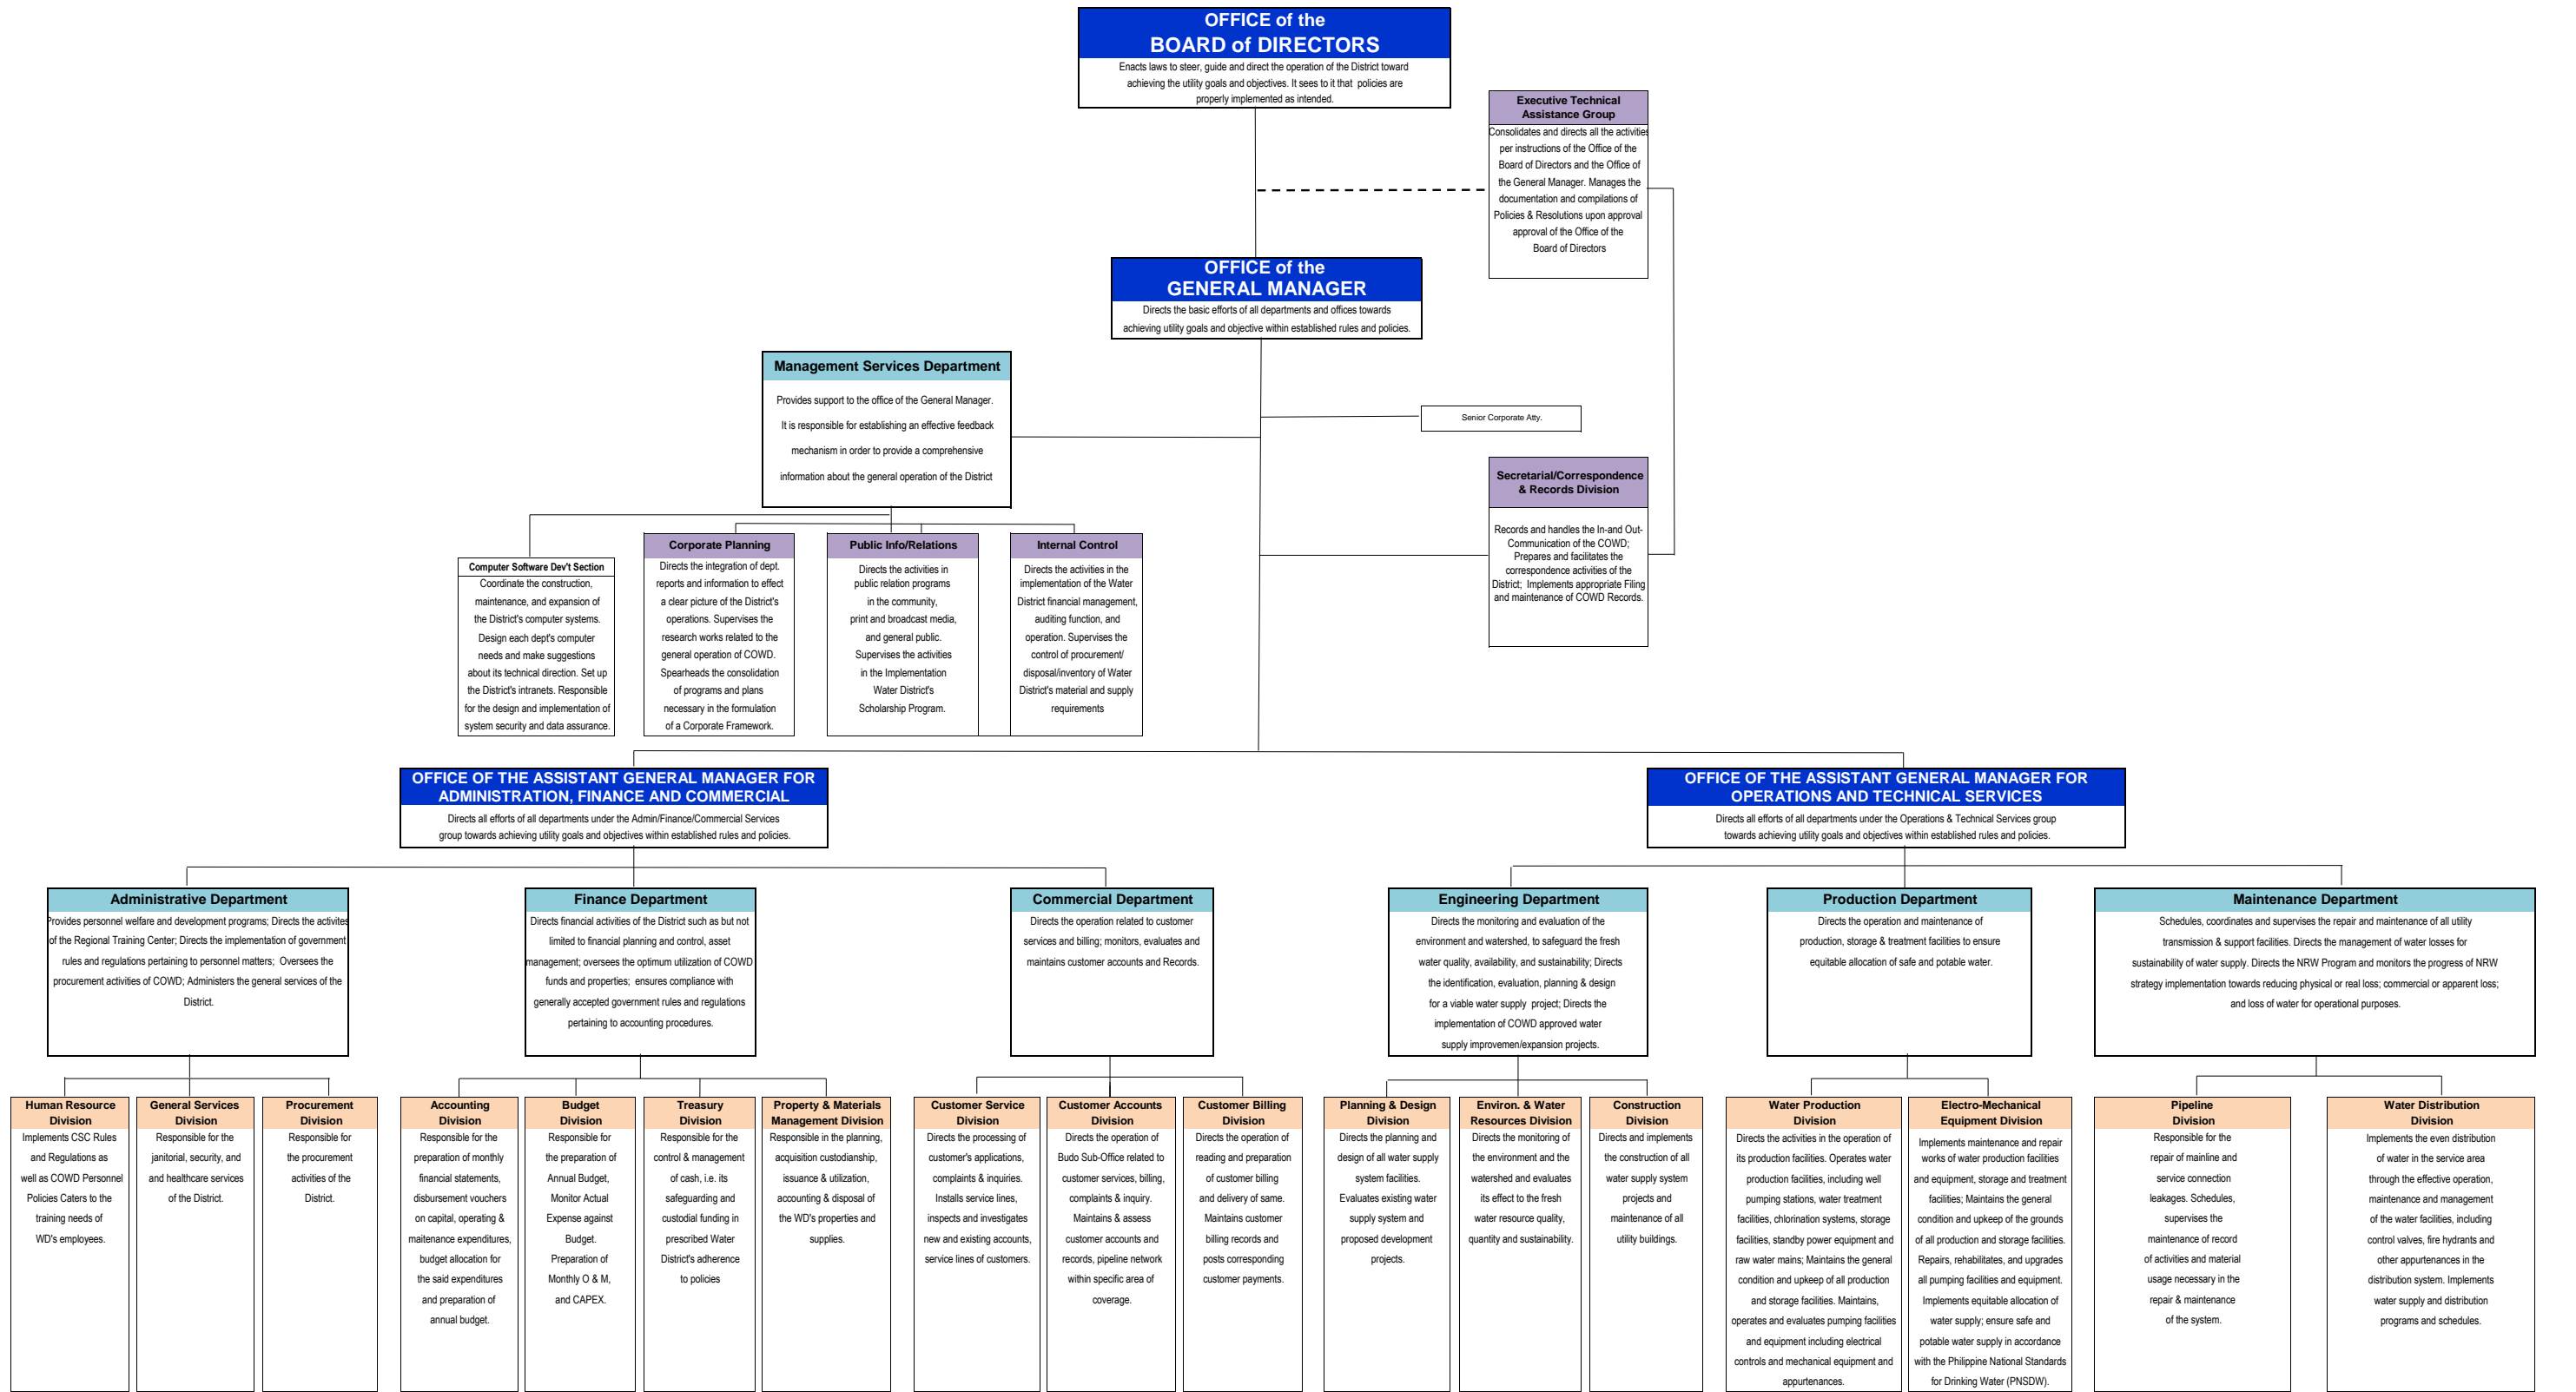 OFFICE of the
BOARD of DIRECTORS
Enacts laws to steer, guide and direct the operation of the District toward
achieving the utility goals and objectives. It sees to it that policies are
properly implemented as intended.
Executive Technical
Assistance Group
Consolidates and directs all the activities
per instructions of the Office of the
Board of Directors and the Office of
the General Manager. Manages the
documentation and compilations of
Policies & Resolutions upon approval
approval of the Office of the
Board of Directors
OFFICE of the
GENERAL MANAGER
Directs the basic efforts of all departments and offices towards
achieving utility goals and objective within established rules and policies.
Management Services Department
Provides support to the office of the General Manager.
It is responsible for establishing an effective feedback
mechanism in order to provide a comprehensive
information about the general operation of the District
Senior Corporate Atty.
Secretarial/Correspondence
& Records Division
Records and handles the In-and Out-
Communication of the COWD;
Prepares and facilitates the
correspondence activities of the
District; Implements appropriate Filing
and maintenance of COWD Records.
Computer Software Dev't Section
Coordinate the construction,
maintenance, and expansion of
the District's computer systems.
Design each dept's computer
needs and make suggestions
about its technical direction. Set up
the District's intranets. Responsible
for the design and implementation of
system security and data assurance.
Corporate Planning
Directs the integration of dept.
reports and information to effect
a clear picture of the District's
operations. Supervises the
research works related to the
general operation of COWD.
Spearheads the consolidation
of programs and plans
necessary in the formulation
of a Corporate Framework.
Public Info/Relations
Directs the activities in
public relation programs
in the community,
print and broadcast media,
and general public.
Supervises the activities
in the Implementation
Water District's
Scholarship Program.
Internal Control
Directs the activities in the
implementation of the Water
District financial management,
auditing function, and
operation. Supervises the
control of procurement/
disposal/inventory of Water
District's material and supply
requirements
OFFICE OF THE ASSISTANT GENERAL MANAGER FOR
ADMINISTRATION, FINANCE AND COMMERCIAL
Directs all efforts of all departments under the Admin/Finance/Commercial Services
group towards achieving utility goals and objectives within established rules and policies.
OFFICE OF THE ASSISTANT GENERAL MANAGER FOR
OPERATIONS AND TECHNICAL SERVICES
Directs all efforts of all departments under the Operations & Technical Services group
towards achieving utility goals and objectives within established rules and policies.
Administrative Department
Provides personnel welfare and development programs; Directs the activites
of the Regional Training Center; Directs the implementation of government
rules and regulations pertaining to personnel matters; Oversees the
procurement activities of COWD; Administers the general services of the
District.
Finance Department
Directs financial activities of the District such as but not
limited to financial planning and control, asset
management; oversees the optimum utilization of COWD
funds and properties; ensures compliance with
generally accepted government rules and regulations
pertaining to accounting procedures.
Commercial Department
Directs the operation related to customer
services and billing; monitors, evaluates and
maintains customer accounts and Records.
Engineering Department
Directs the monitoring and evaluation of the
environment and watershed, to safeguard the fresh
water quality, availability, and sustainability; Directs
the identification, evaluation, planning & design
for a viable water supply project; Directs the
implementation of COWD approved water
supply improvemen/expansion projects.
Production Department
Directs the operation and maintenance of
production, storage & treatment facilities to ensure
equitable allocation of safe and potable water.
Maintenance Department
Schedules, coordinates and supervises the repair and maintenance of all utility
transmission & support facilities. Directs the management of water losses for
sustainability of water supply. Directs the NRW Program and monitors the progress of NRW
strategy implementation towards reducing physical or real loss; commercial or apparent loss;
and loss of water for operational purposes.
Human Resource
Division
Implements CSC Rules
and Regulations as
well as COWD Personnel
Policies Caters to the
training needs of
WD's employees.
General Services
Division
Responsible for the
janitorial, security, and
and healthcare services
of the District.
Procurement
Division
Responsible for
the procurement
activities of the
District.
Accounting
Division
Responsible for the
preparation of monthly
financial statements,
disbursement vouchers
on capital, operating &
maitenance expenditures,
budget allocation for
the said expenditures
and preparation of
annual budget.
Budget
Division
Responsible for
the preparation of
Annual Budget,
Monitor Actual
Expense against
Budget.
Preparation of
Monthly O & M,
and CAPEX.
Treasury
Division
Responsible for the
control & management
of cash, i.e. its
safeguarding and
custodial funding in
prescribed Water
District's adherence
to policies
Property & Materials
Management Division
Responsible in the planning,
acquisition custodianship,
issuance & utilization,
accounting & disposal of
the WD's properties and
supplies.
Customer Service
Division
Directs the processing of
customer's applications,
complaints & inquiries.
Installs service lines,
inspects and investigates
new and existing accounts,
service lines of customers.
Customer Accounts
Division
Directs the operation of
Budo Sub-Office related to
customer services, billing,
complaints & inquiry.
Maintains & assess
customer accounts and
records, pipeline network
within specific area of
coverage.
Customer Billing
Division
Directs the operation of
reading and preparation
of customer billing
and delivery of same.
Maintains customer
billing records and
posts corresponding
customer payments.
Planning & Design
Division
Directs the planning and
design of all water supply
system facilities.
Evaluates existing water
supply system and
proposed development
projects.
Environ. & Water
Resources Division
Directs the monitoring of
the environment and the
watershed and evaluates
its effect to the fresh
water resource quality,
quantity and sustainability.
Construction
Division
Directs and implements
the construction of all
water supply system
projects and
maintenance of all
utility buildings.
Water Production
Division
Directs the activities in the operation of
its production facilities. Operates water
production facilities, including well
pumping stations, water treatment
facilities, chlorination systems, storage
facilities, standby power equipment and
raw water mains; Maintains the general
condition and upkeep of all production
and storage facilities. Maintains,
operates and evaluates pumping facilities
and equipment including electrical
controls and mechanical equipment and
appurtenances.
Electro-Mechanical
Equipment Division
Implements maintenance and repair
works of water production facilities
and equipment, storage and treatment
facilities; Maintains the general
condition and upkeep of the grounds
of all production and storage facilities.
Repairs, rehabilitates, and upgrades
all pumping facilities and equipment.
Implements equitable allocation of
water supply; ensure safe and
potable water supply in accordance
with the Philippine National Standards
for Drinking Water (PNSDW).
Pipeline
Division
Responsible for the
repair of mainline and
service connection
leakages. Schedules,
supervises the
maintenance of record
of activities and material
usage necessary in the
repair & maintenance
of the system.
Water Distribution
Division
Implements the even distribution
of water in the service area
through the effective operation,
maintenance and management
of the water facilities, including
control valves, fire hydrants and
other appurtenances in the
distribution system. Implements
water supply and distribution
programs and schedules.